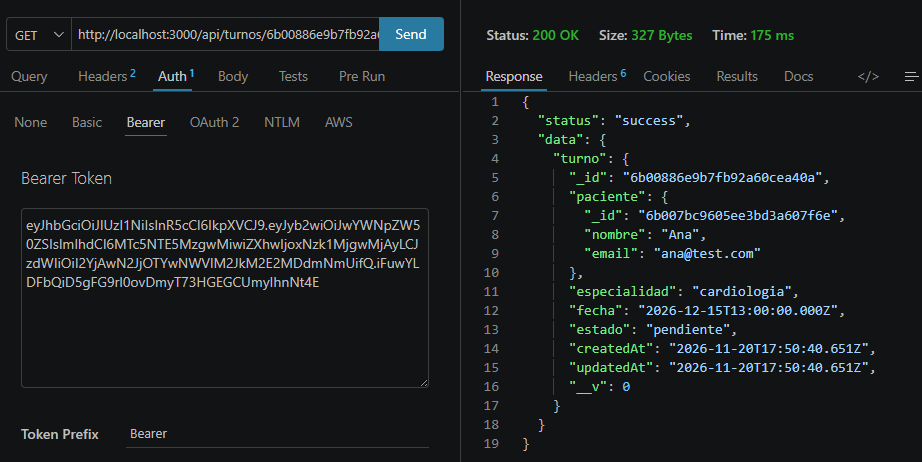 GET http://localhost:3000/api/turnos/6b00886e9b7fb92a6 Send
Query Headers 2 Auth 1 Body Tests Pre Run
None Basic Bearer OAuth 2 NTLM AWS
Bearer Token
eyJhbGciOiJIUzI1NiIsInR5cCI6IkpXVCJ9.eyJyb2wiOiJwYWNpZW5
0ZSIsImlhdCI6MTc5NTE5MzgwMiwiZXhwIjoxNzk1MjgwMjAyLCJ
zdWIiOiI2YjAwN2JjOTYwNWVlM2JkM2E2MDdmNmUifQ.iFuwYL
DFbQiD5gFG9rI0ovDmyT73HGEGCUmyIhnNt4E
Token Prefix Bearer
Status: 200 OK Size: 327 Bytes Time: 175 ms
Response Headers 6 Cookies Results Docs </>
1 {
2 "status": "success",
3 "data": {
4 "turno": {
5 "_id": "6b00886e9b7fb92a60cea40a",
6 "paciente": {
7 "_id": "6b007bc9605ee3bd3a607f6e",
8 "nombre": "Ana",
9 "email": "ana@test.com"
10 },
11 "especialidad": "cardiologia",
12 "fecha": "2026-12-15T13:00:00.000Z",
13 "estado": "pendiente",
14 "createdAt": "2026-11-20T17:50:40.651Z",
15 "updatedAt": "2026-11-20T17:50:40.651Z",
16 "__v": 0
17 }
18 }
19 }